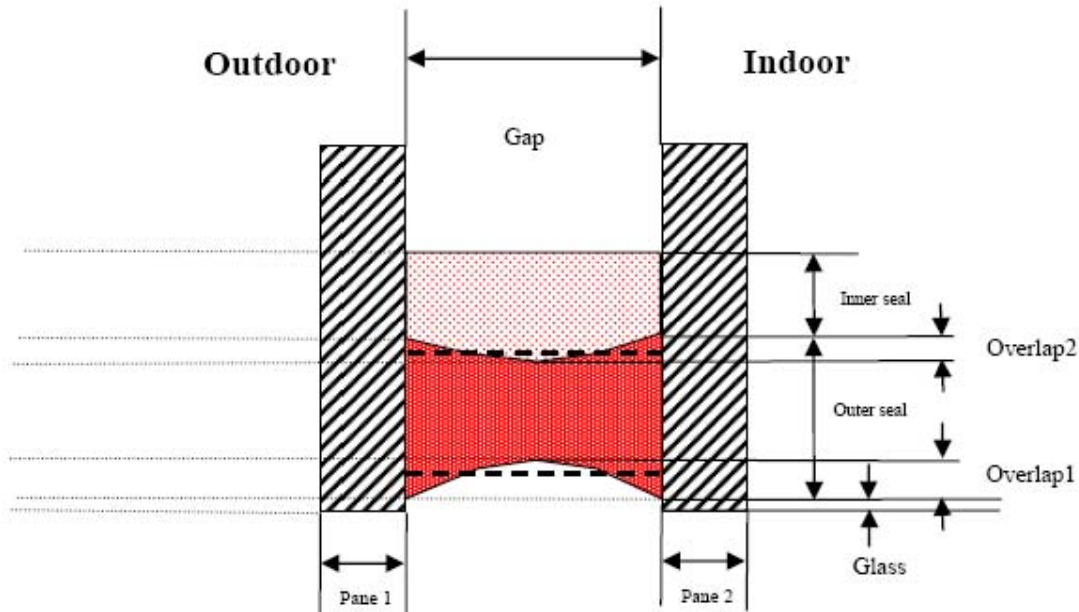 Outdoor
Indoor
Gap
Inner seal
Overlap2
Outer seal
Overlap1
Glass
Pane 1
Pane 2